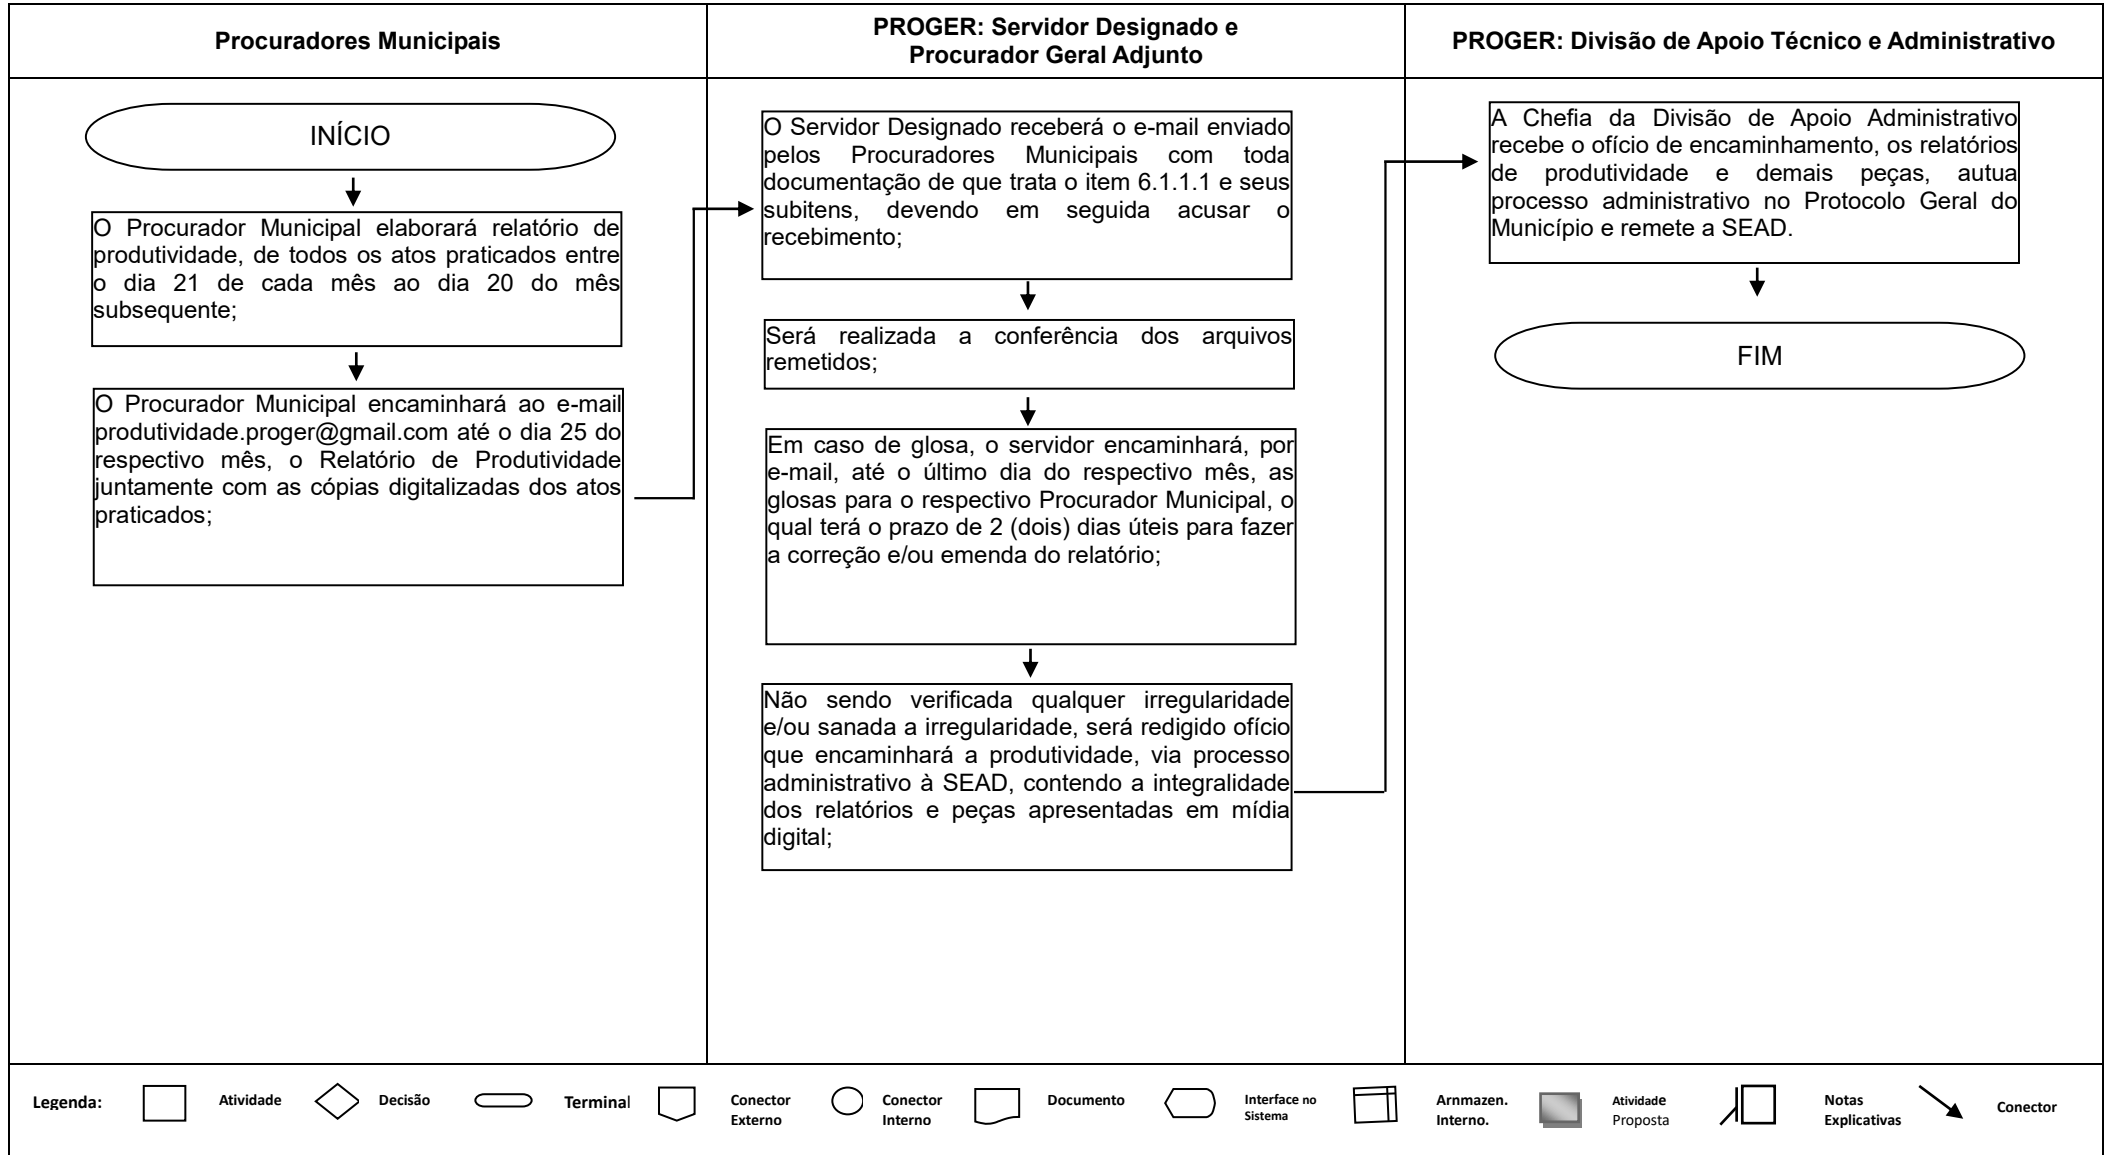 Procuradores Municipais
PROGER: Servidor Designado e
Procurador Geral Adjunto
PROGER: Divisão de Apoio Técnico e Administrativo
INÍCIO
O Procurador Municipal elaborará relatório de
produtividade, de todos os atos praticados entre
o dia 21 de cada mês ao dia 20 do mês
subsequente;
O Procurador Municipal encaminhará ao e-mail
produtividade.proger@gmail.com até o dia 25 do
respectivo mês, o Relatório de Produtividade
juntamente com as cópias digitalizadas dos atos
praticados;
O Servidor Designado receberá o e-mail enviado
pelos Procuradores Municipais com toda
documentação de que trata o item 6.1.1.1 e seus
subitens, devendo em seguida acusar o
recebimento;
Será realizada a conferência dos arquivos
remetidos;
Em caso de glosa, o servidor encaminhará, por
e-mail, até o último dia do respectivo mês, as
glosas para o respectivo Procurador Municipal, o
qual terá o prazo de 2 (dois) dias úteis para fazer
a correção e/ou emenda do relatório;
Não sendo verificada qualquer irregularidade
e/ou sanada a irregularidade, será redigido ofício
que encaminhará a produtividade, via processo
administrativo à SEAD, contendo a integralidade
dos relatórios e peças apresentadas em mídia
digital;
A Chefia da Divisão de Apoio Administrativo
recebe o ofício de encaminhamento, os relatórios
de produtividade e demais peças, autua
processo administrativo no Protocolo Geral do
Município e remete a SEAD.
FIM
Legenda:
Atividade
Decisão
Terminal
Conector
Externo
Conector
Interno
Documento
Interface no
Sistema
Arnmazen.
Interno.
Atividade
Proposta
Notas
Explicativas
Conector